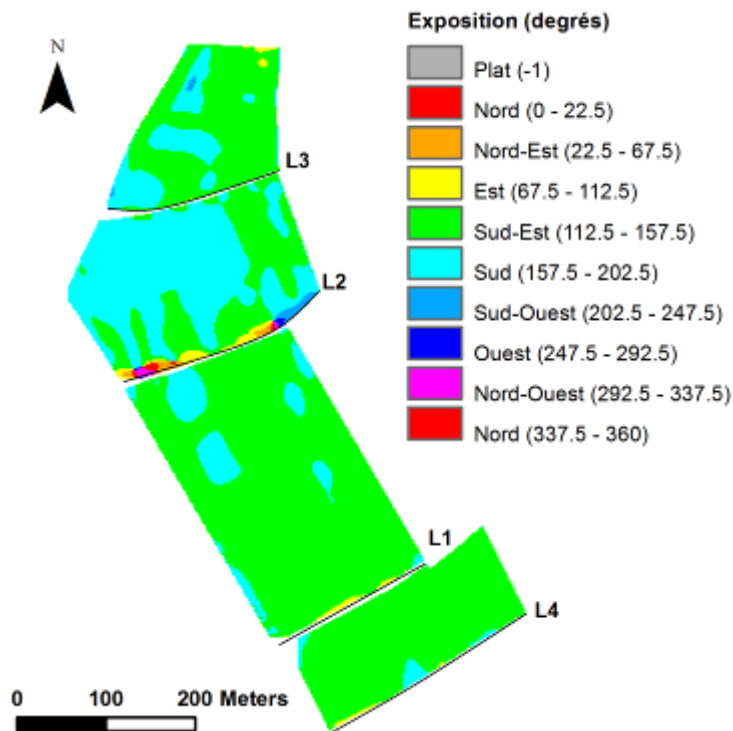 Exposition (degrés)
N
Plat (-1)
Nord (0 - 22.5)
Nord-Est (22.5 - 67.5)
Est (67.5 - 112.5)
Sud-Est (112.5 - 157.5)
Sud (157.5 - 202.5)
Sud-Ouest (202.5 - 247.5)
Ouest (247.5 - 292.5)
Nord-Ouest (292.5 - 337.5)
Nord (337.5 - 360)
L3
L2
L1
L4
0 100 200 Meters